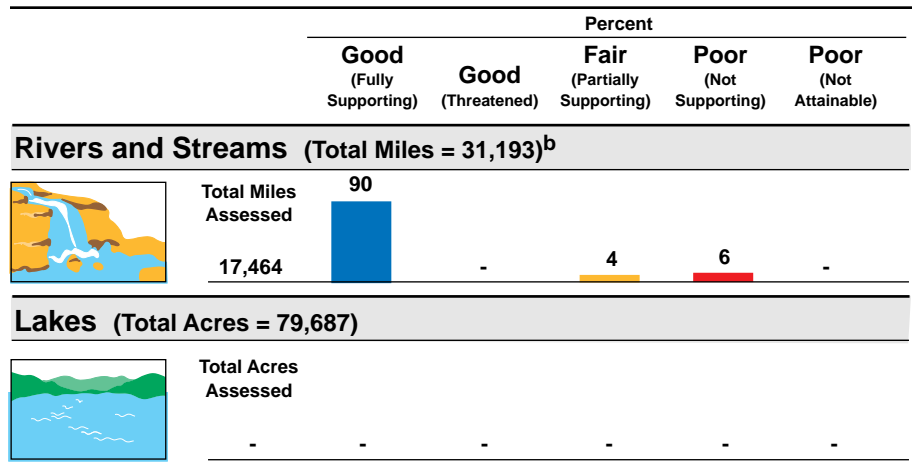 Percent
Good Good Fair Poor Poor
(Fully Supporting) (Threatened) (Partially Supporting) (Not Supporting) (Not Attainable)
Rivers and Streams (Total Miles = 31,193)b
Total Miles
Assessed
90
17,464 - 4 6 -
Lakes (Total Acres = 79,687)
Total Acres
Assessed
- - - - - -